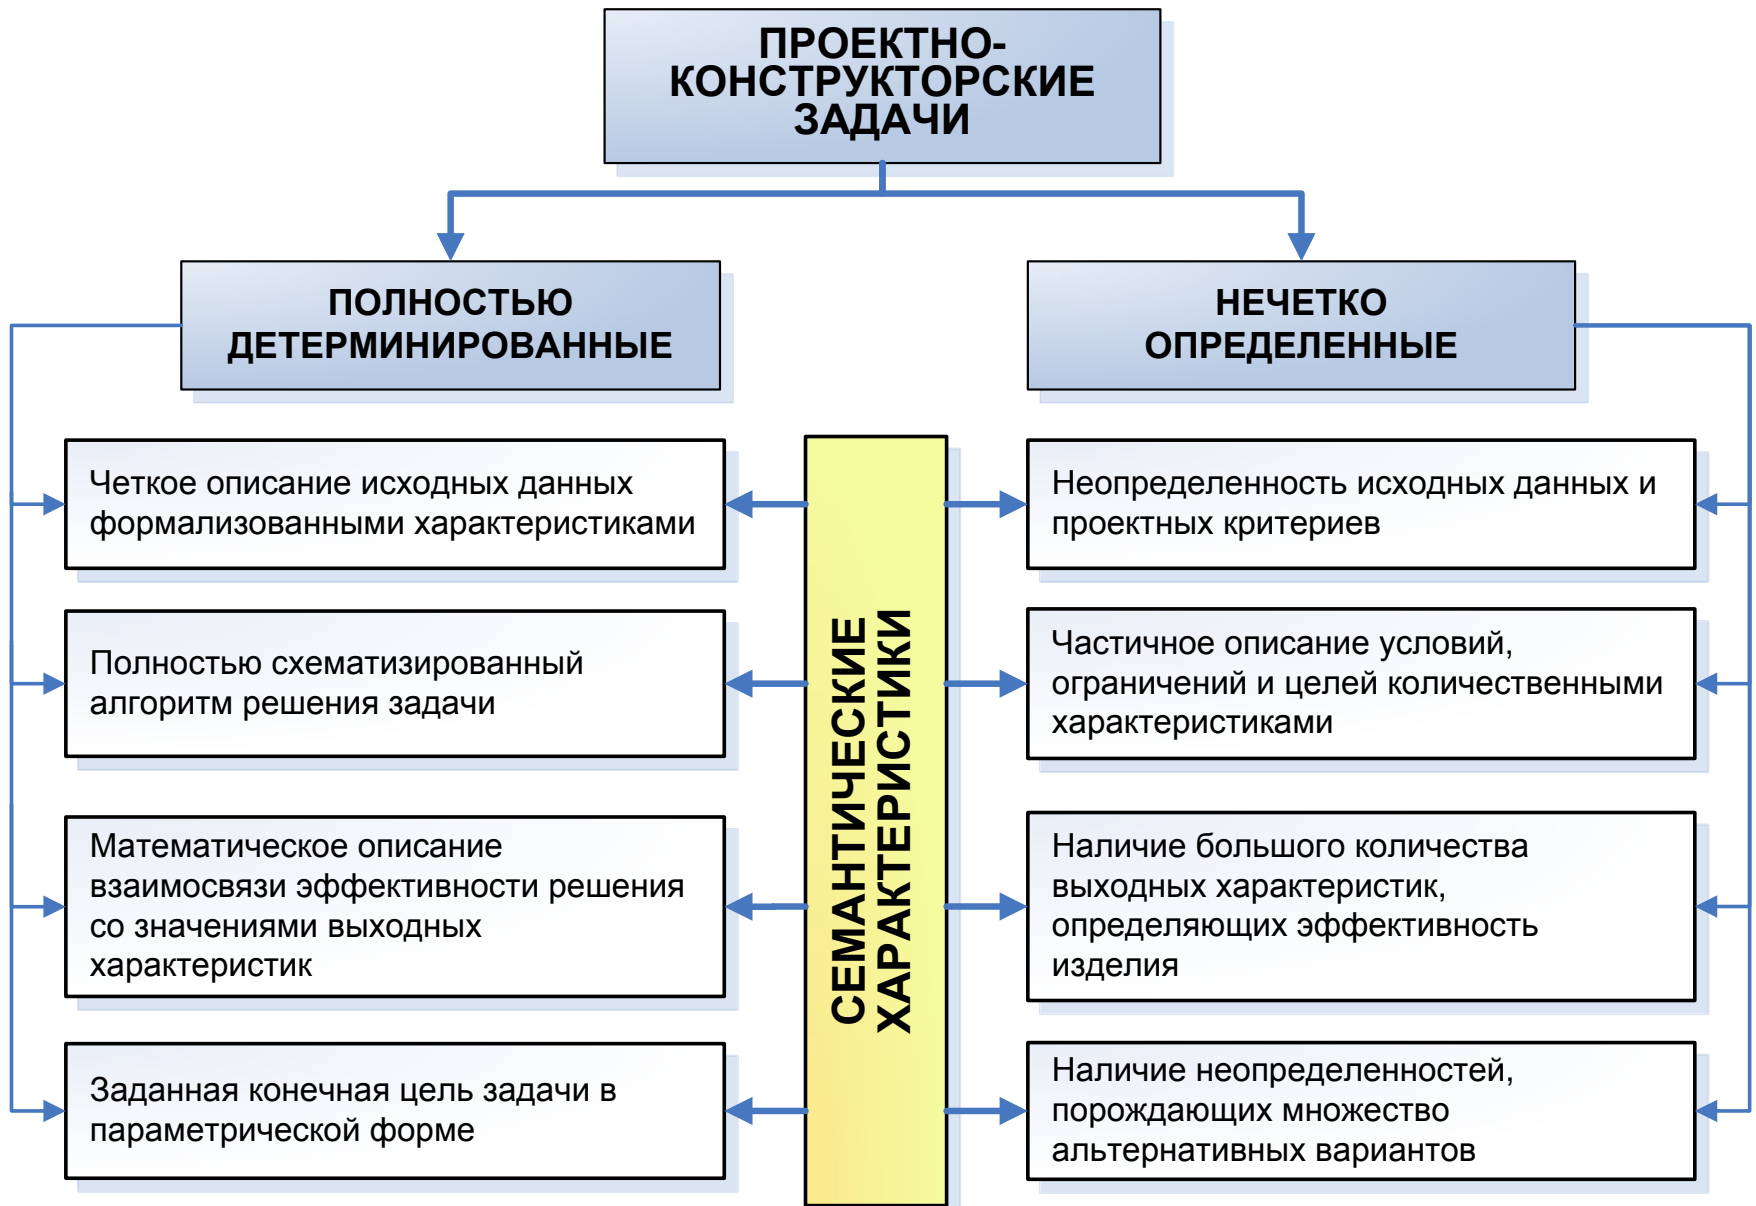 ПРОЕКТНО-
КОНСТРУКТОРСКИЕ
ЗАДАЧИ
ПОЛНОСТЬЮ
ДЕТЕРМИНИРОВАННЫЕ
НЕЧЕТКО
ОПРЕДЕЛЕННЫЕ
Четкое описание исходных данных
формализованными характеристиками
Полностью схематизированный
алгоритм решения задачи
Математическое описание
взаимосвязи эффективности решения
со значениями выходных
характеристик
Заданная конечная цель задачи в
параметрической форме
СЕМАНТИЧЕСКИЕ
ХАРАКТЕРИСТИКИ
Неопределенность исходных данных и
проектных критериев
Частичное описание условий,
ограничений и целей количественными
характеристиками
Наличие большого количества
выходных характеристик,
определяющих эффективность
изделия
Наличие неопределенностей,
порождающих множество
альтернативных вариантов